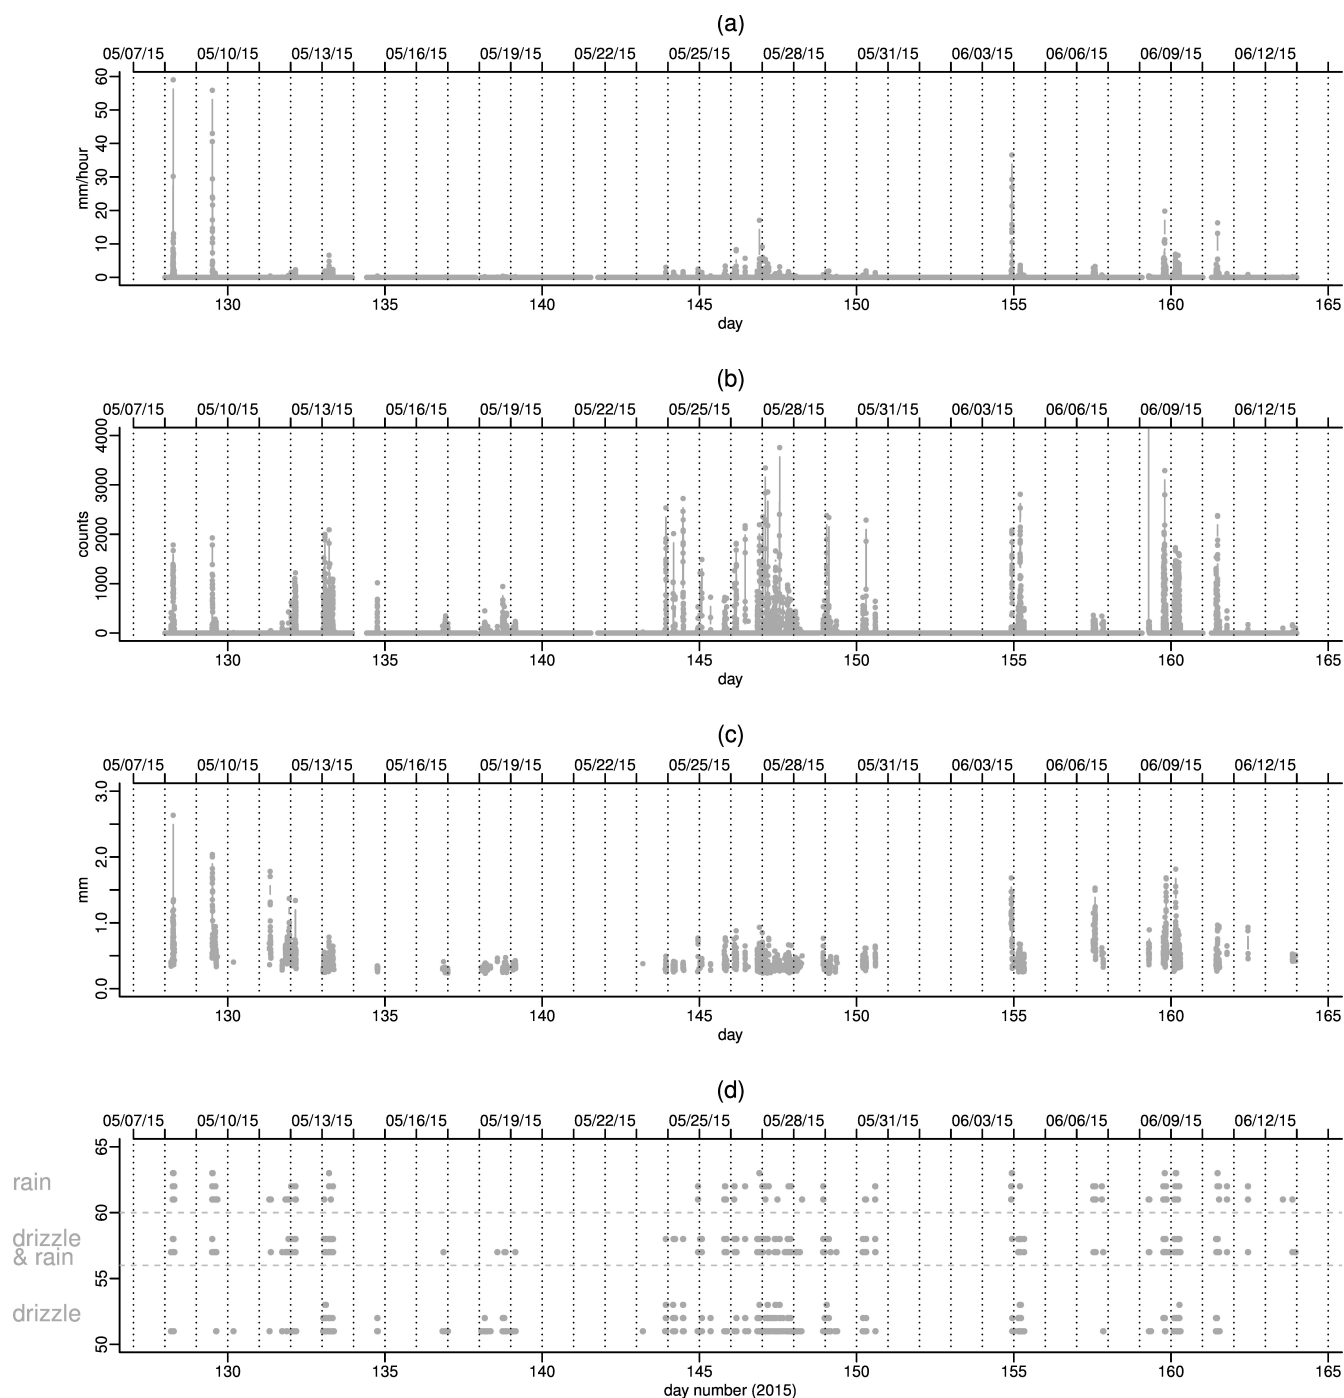 (a)
05/07/15 05/10/15 05/13/15 05/16/15 05/19/15 05/22/15 05/25/15 05/28/15 05/31/15 06/03/15 06/06/15 06/09/15 06/12/15
60
50
40
30
20
10
0
mm/hour
130 135 140 145 150 155 160 165
day
(b)
05/07/15 05/10/15 05/13/15 05/16/15 05/19/15 05/22/15 05/25/15 05/28/15 05/31/15 06/03/15 06/06/15 06/09/15 06/12/15
4000
3000
2000
1000
0
counts
130 135 140 145 150 155 160 165
day
(c)
05/07/15 05/10/15 05/13/15 05/16/15 05/19/15 05/22/15 05/25/15 05/28/15 05/31/15 06/03/15 06/06/15 06/09/15 06/12/15
3.0
2.0
1.0
0.0
mm
130 135 140 145 150 155 160 165
day
(d)
05/07/15 05/10/15 05/13/15 05/16/15 05/19/15 05/22/15 05/25/15 05/28/15 05/31/15 06/03/15 06/06/15 06/09/15 06/12/15
65
rain
60
drizzle
& rain
55
drizzle
50
130 135 140 145 150 155 160 165
day number (2015)